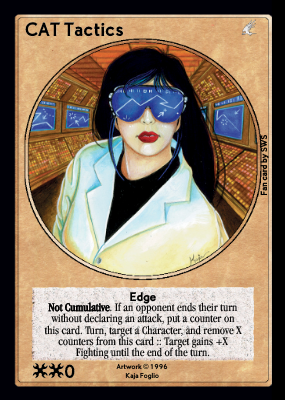 CAT Tactics
Fan card by SWS
Edge
Not Cumulative. If an opponent ends their turn
without declaring an attack, put a counter on
this card. Turn, target a Character, and remove X
counters from this card :: Target gains +X
Fighting until the end of the turn.
0
Artwork © 1996
Kaja Foglio